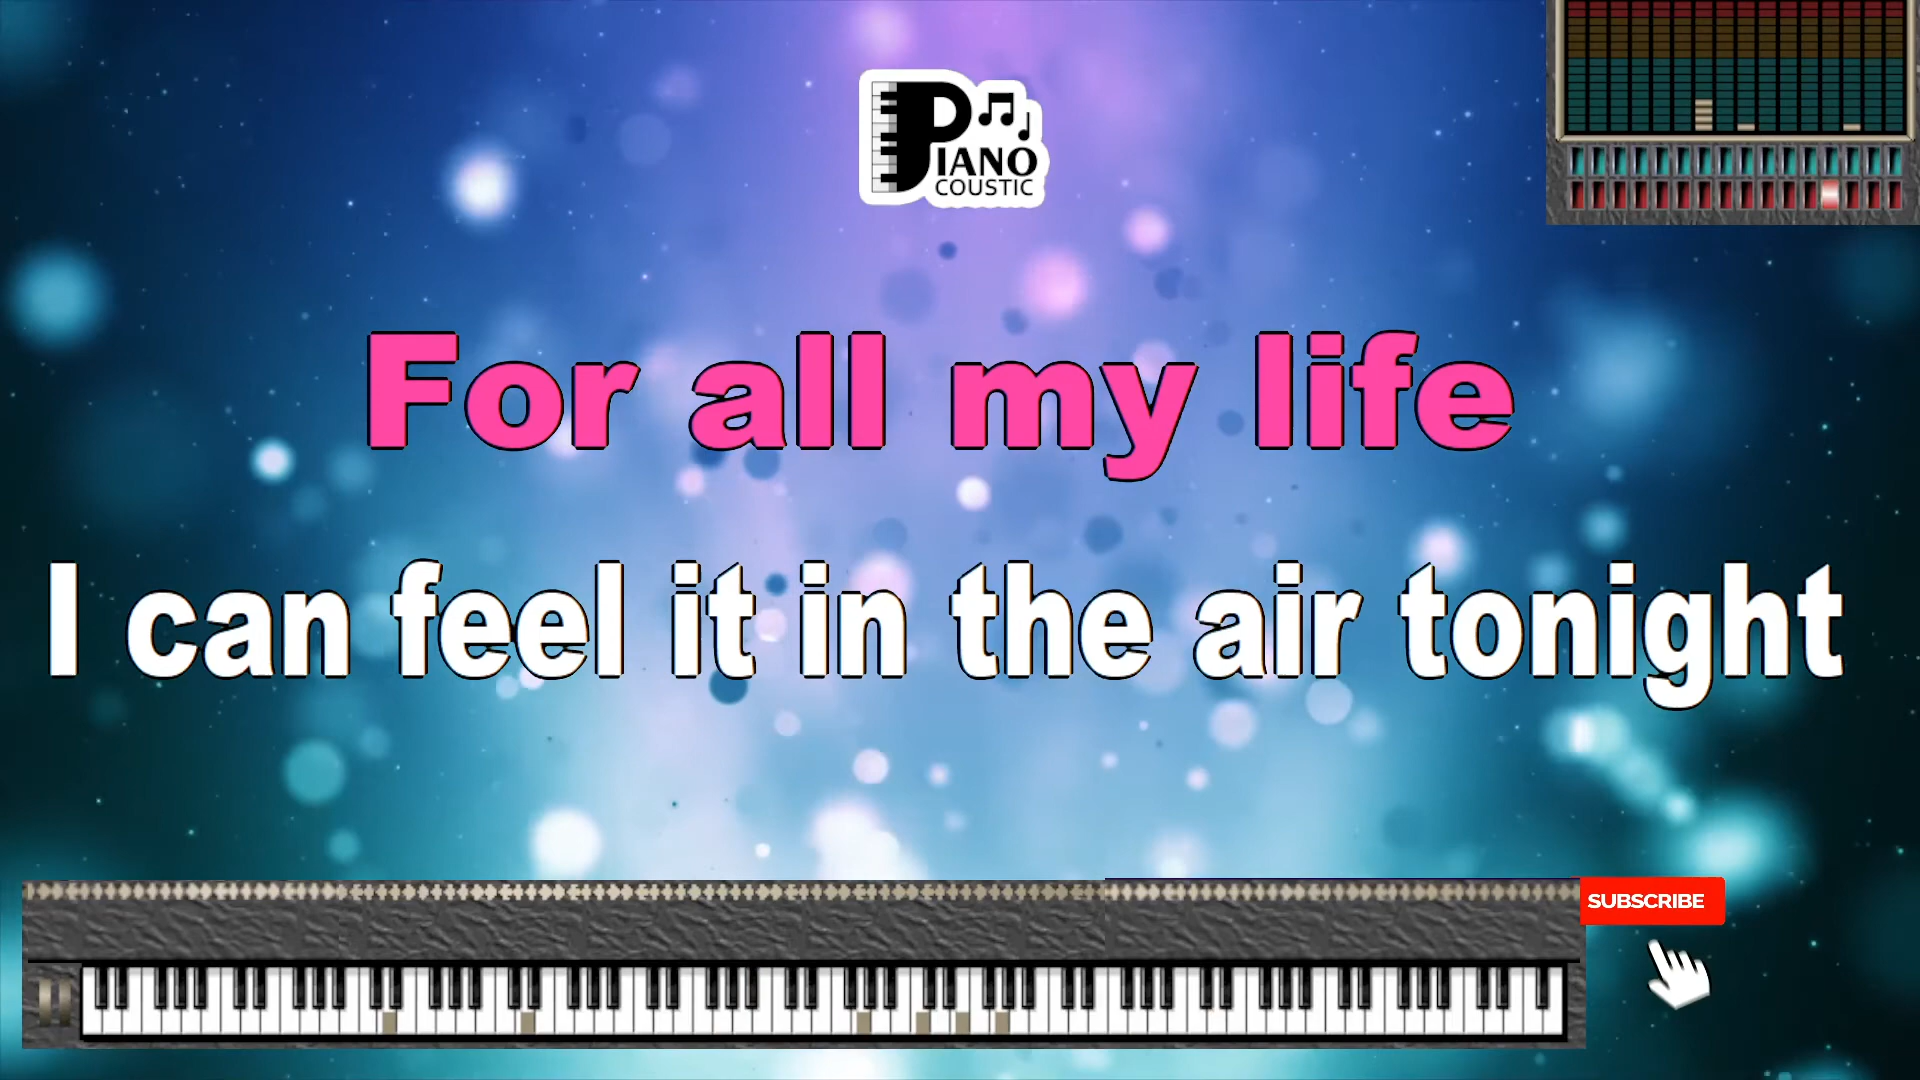 PIANO
COUSTIC
For all my life
I can feel it in the air tonight
SUBSCRIBE